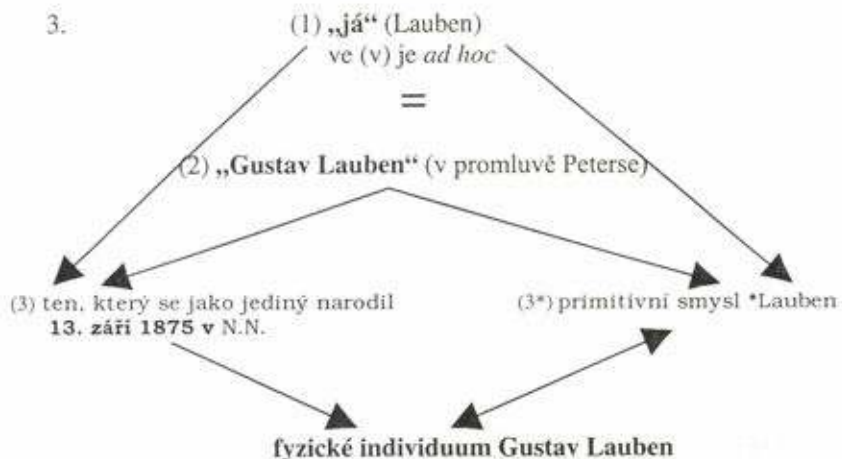 3.
(1) „já“ (Lauben)
ve (v) je ad hoc
=
(2) „Gustav Lauben“ (v promluvě Peterse)
(3) ten, který se jako jediný narodil
13. září 1875 v N.N.
(3*) primitivní smysl *Lauben
fyzické individuum Gustav Lauben